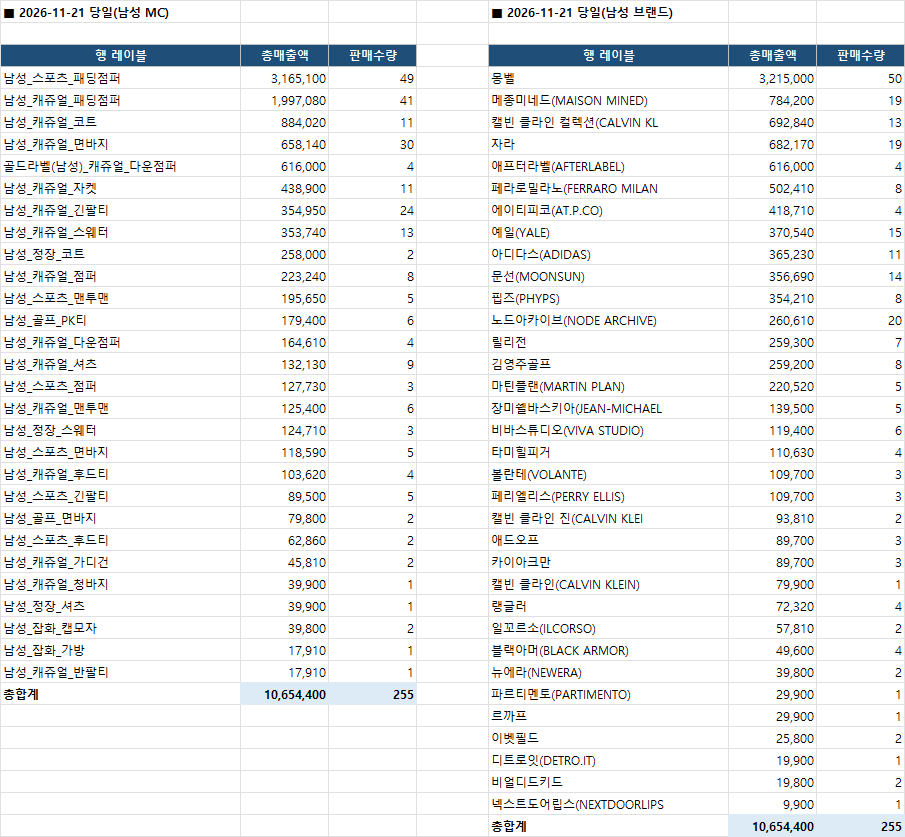 ■ 2026-11-21 당일(남성 MC)
행 레이블 총매출액 판매수량
남성_스포츠_패딩점퍼 3,165,100 49
남성_캐쥬얼_패딩점퍼 1,997,080 41
남성_캐쥬얼_코트 884,020 11
남성_캐쥬얼_면바지 658,140 30
골드라벨(남성)_캐쥬얼_다운점퍼 616,000 4
남성_캐쥬얼_자켓 438,900 11
남성_캐쥬얼_긴팔티 354,950 24
남성_캐쥬얼_스웨터 353,740 13
남성_정장_코트 258,000 2
남성_캐쥬얼_점퍼 223,240 8
남성_스포츠_맨투맨 195,650 5
남성_골프_PK티 179,400 6
남성_캐쥬얼_다운점퍼 164,610 4
남성_캐쥬얼_셔츠 132,130 9
남성_스포츠_점퍼 127,730 3
남성_캐쥬얼_맨투맨 125,400 6
남성_정장_스웨터 124,710 3
남성_스포츠_면바지 118,590 5
남성_캐쥬얼_후드티 103,620 4
남성_스포츠_긴팔티 89,500 5
남성_골프_면바지 79,800 2
남성_스포츠_후드티 62,860 2
남성_캐쥬얼_가디건 45,810 2
남성_캐쥬얼_청바지 39,900 1
남성_정장_셔츠 39,900 1
남성_잡화_캡모자 39,800 2
남성_잡화_가방 17,910 1
남성_캐쥬얼_반팔티 17,910 1
총합계 10,654,400 255
■ 2026-11-21 당일(남성 브랜드)
행 레이블 총매출액 판매수량
몽벨 3,215,000 50
메종미네드(MAISON MINED) 784,200 19
캘빈 클라인 컬렉션(CALVIN KL 692,840 13
자라 682,170 19
애프터라벨(AFTERLABEL) 616,000 4
페라로밀라노(FERRARO MILAN 502,410 8
에이티피코(AT.P.CO) 418,710 4
예일(YALE) 370,540 15
아디다스(ADIDAS) 365,230 11
문선(MOONSUN) 356,690 14
핍즈(PHYPS) 354,210 8
노드아카이브(NODE ARCHIVE) 260,610 20
릴리전 259,300 7
김영주골프 259,200 8
마틴플랜(MARTIN PLAN) 220,520 5
장미쉘바스키아(JEAN-MICHAEL 139,500 5
비바스튜디오(VIVA STUDIO) 119,400 6
타미힐피거 110,630 4
볼란테(VOLANTE) 109,700 3
페리엘리스(PERRY ELLIS) 109,700 3
캘빈 클라인 진(CALVIN KLEI 93,810 2
애드오프 89,700 3
카이아크만 89,700 3
캘빈 클라인(CALVIN KLEIN) 79,900 1
랭글러 72,320 4
일꼬르소(ILCORSO) 57,810 2
블랙아머(BLACK ARMOR) 49,600 4
뉴에라(NEWERA) 39,800 2
파르티멘토(PARTIMENTO) 29,900 1
르까프 29,900 1
이벳필드 25,800 2
디트로잇(DETRO.IT) 19,900 1
비얼디드키드 19,800 2
넥스트도어립스(NEXTDOORLIPS 9,900 1
총합계 10,654,400 255